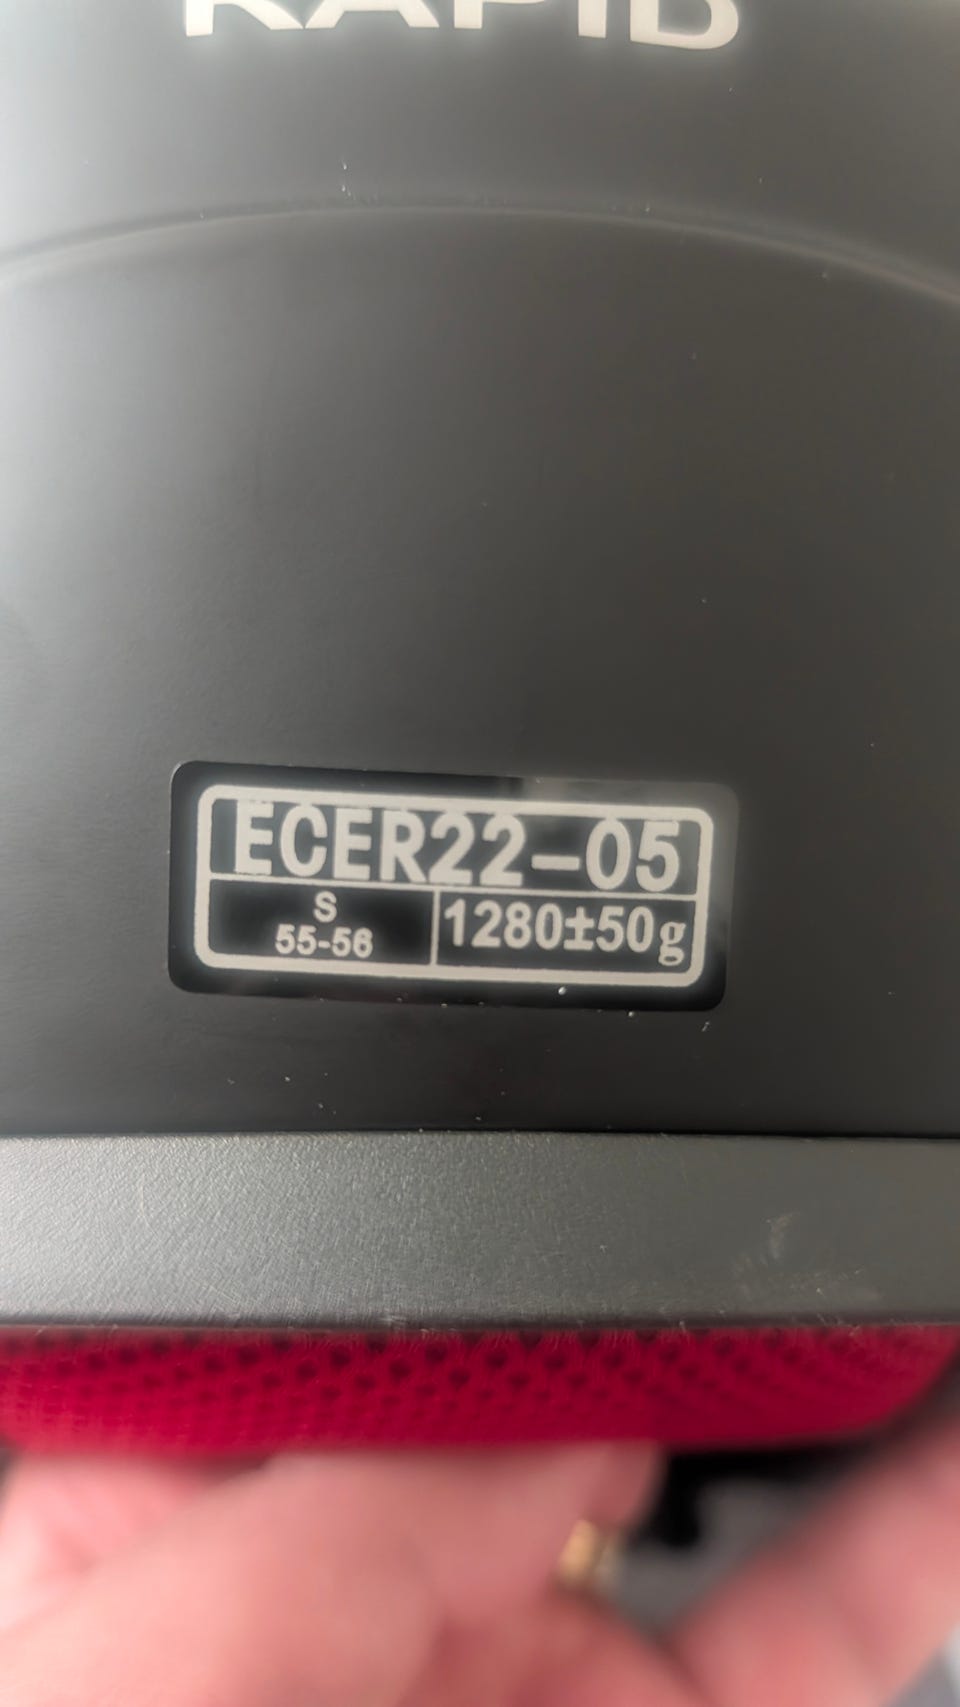 RAPID
ECER22-05
S
55-56
1280±50g